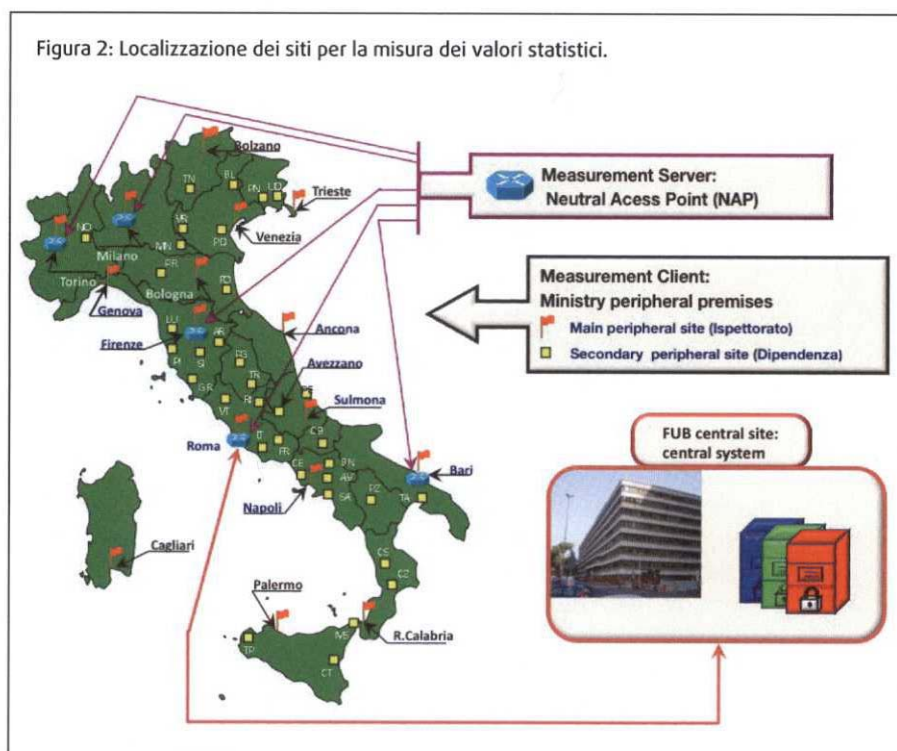 Figura 2: Localizzazione dei siti per la misura dei valori statistici.
Bolzano
Trieste
Venezia
Milano
Torino
Genova
Bologna
Firenze
Ancona
Avezzano
Sulmona
Roma
Napoli
Bari
Cagliari
Palermo
R.Calabria
TN
BL
PN
UD
NO
VR
MN
PD
PR
LU
AR
PI
SI
PG
GR
TR
VT
RI
PE
LT
FR
CB
CE
BN
AV
SA
PZ
TA
CS
CZ
TP
CT
Measurement Server:
Neutral Acess Point (NAP)
Measurement Client:
Ministry peripheral premises
Main peripheral site (Ispettorato)
Secondary peripheral site (Dipendenza)
FUB central site:
central system